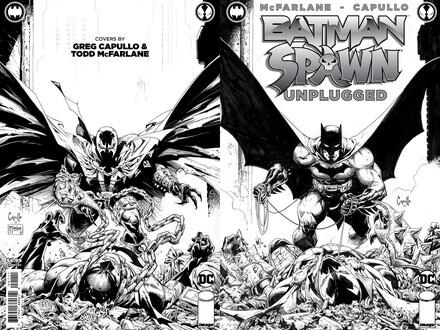 COVERS BY
GREG CAPULLO &
TODD McFARLANE
DC
McFARLANE - CAPULLO
BATMAN
SPAWN
UNPLUGGED
DC